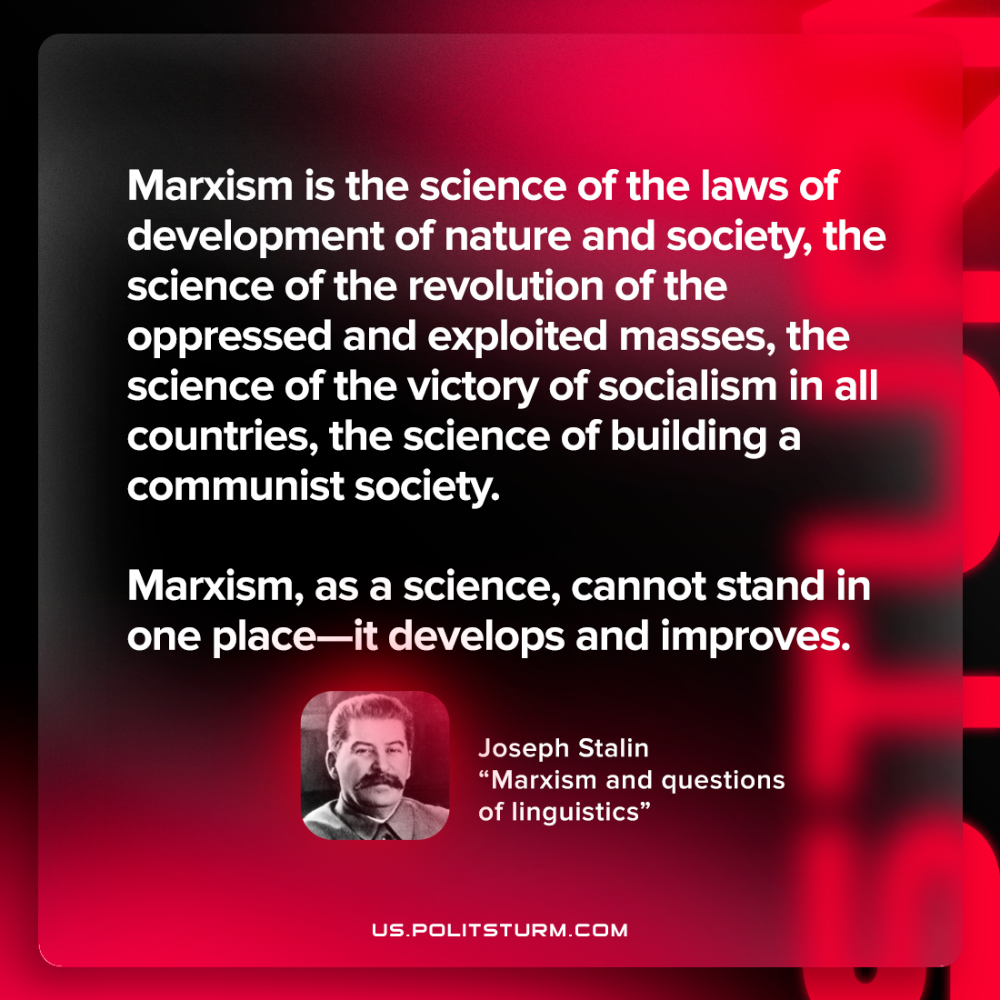 Marxism is the science of the laws of
development of nature and society, the
science of the revolution of the
oppressed and exploited masses, the
science of the victory of socialism in all
countries, the science of building a
communist society.
Marxism, as a science, cannot stand in
one place—it develops and improves.
Joseph Stalin
“Marxism and questions
of linguistics”
US.POLITSTURM.COM